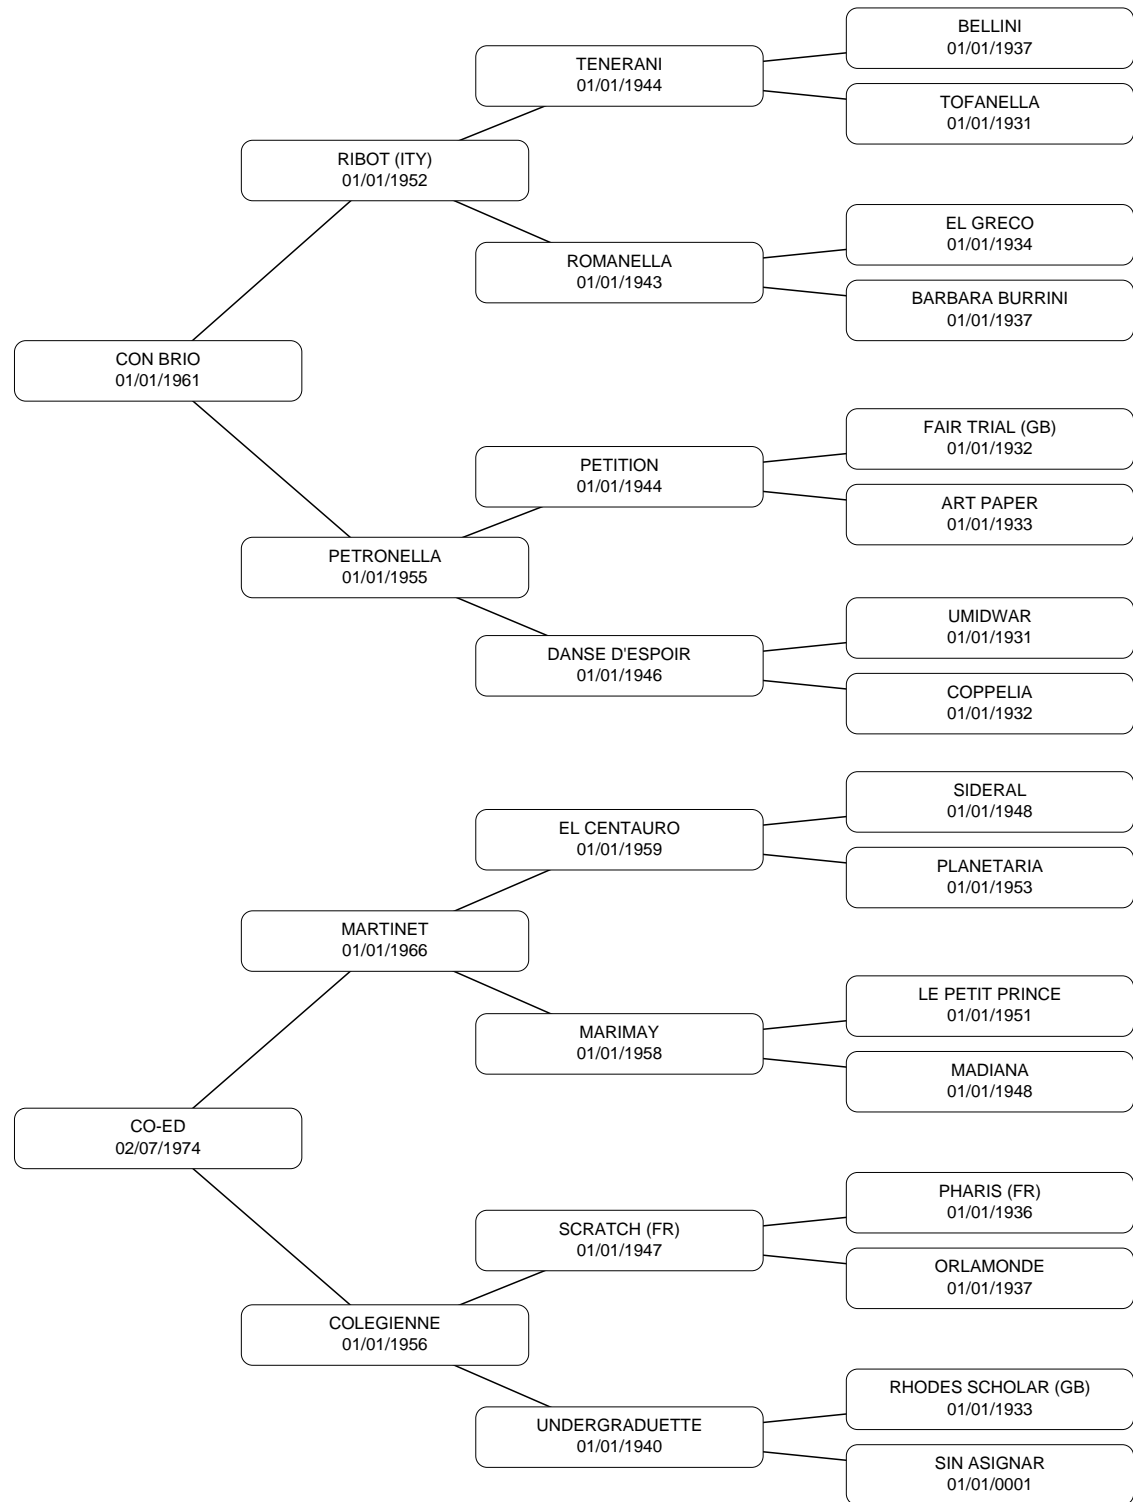 BELLINI
01/01/1937
TENERANI
01/01/1944
TOFANELLA
01/01/1931
RIBOT (ITY)
01/01/1952
EL GRECO
01/01/1934
ROMANELLA
01/01/1943
BARBARA BURRINI
01/01/1937
CON BRIO
01/01/1961
FAIR TRIAL (GB)
01/01/1932
PETITION
01/01/1944
ART PAPER
01/01/1933
PETRONELLA
01/01/1955
UMIDWAR
01/01/1931
DANSE D'ESPOIR
01/01/1946
COPPELIA
01/01/1932
SIDERAL
01/01/1948
EL CENTAURO
01/01/1959
PLANETARIA
01/01/1953
MARTINET
01/01/1966
LE PETIT PRINCE
01/01/1951
MARIMAY
01/01/1958
MADIANA
01/01/1948
CO-ED
02/07/1974
PHARIS (FR)
01/01/1936
SCRATCH (FR)
01/01/1947
ORLAMONDE
01/01/1937
COLEGIENNE
01/01/1956
RHODES SCHOLAR (GB)
01/01/1933
UNDERGRADUETTE
01/01/1940
SIN ASIGNAR
01/01/0001